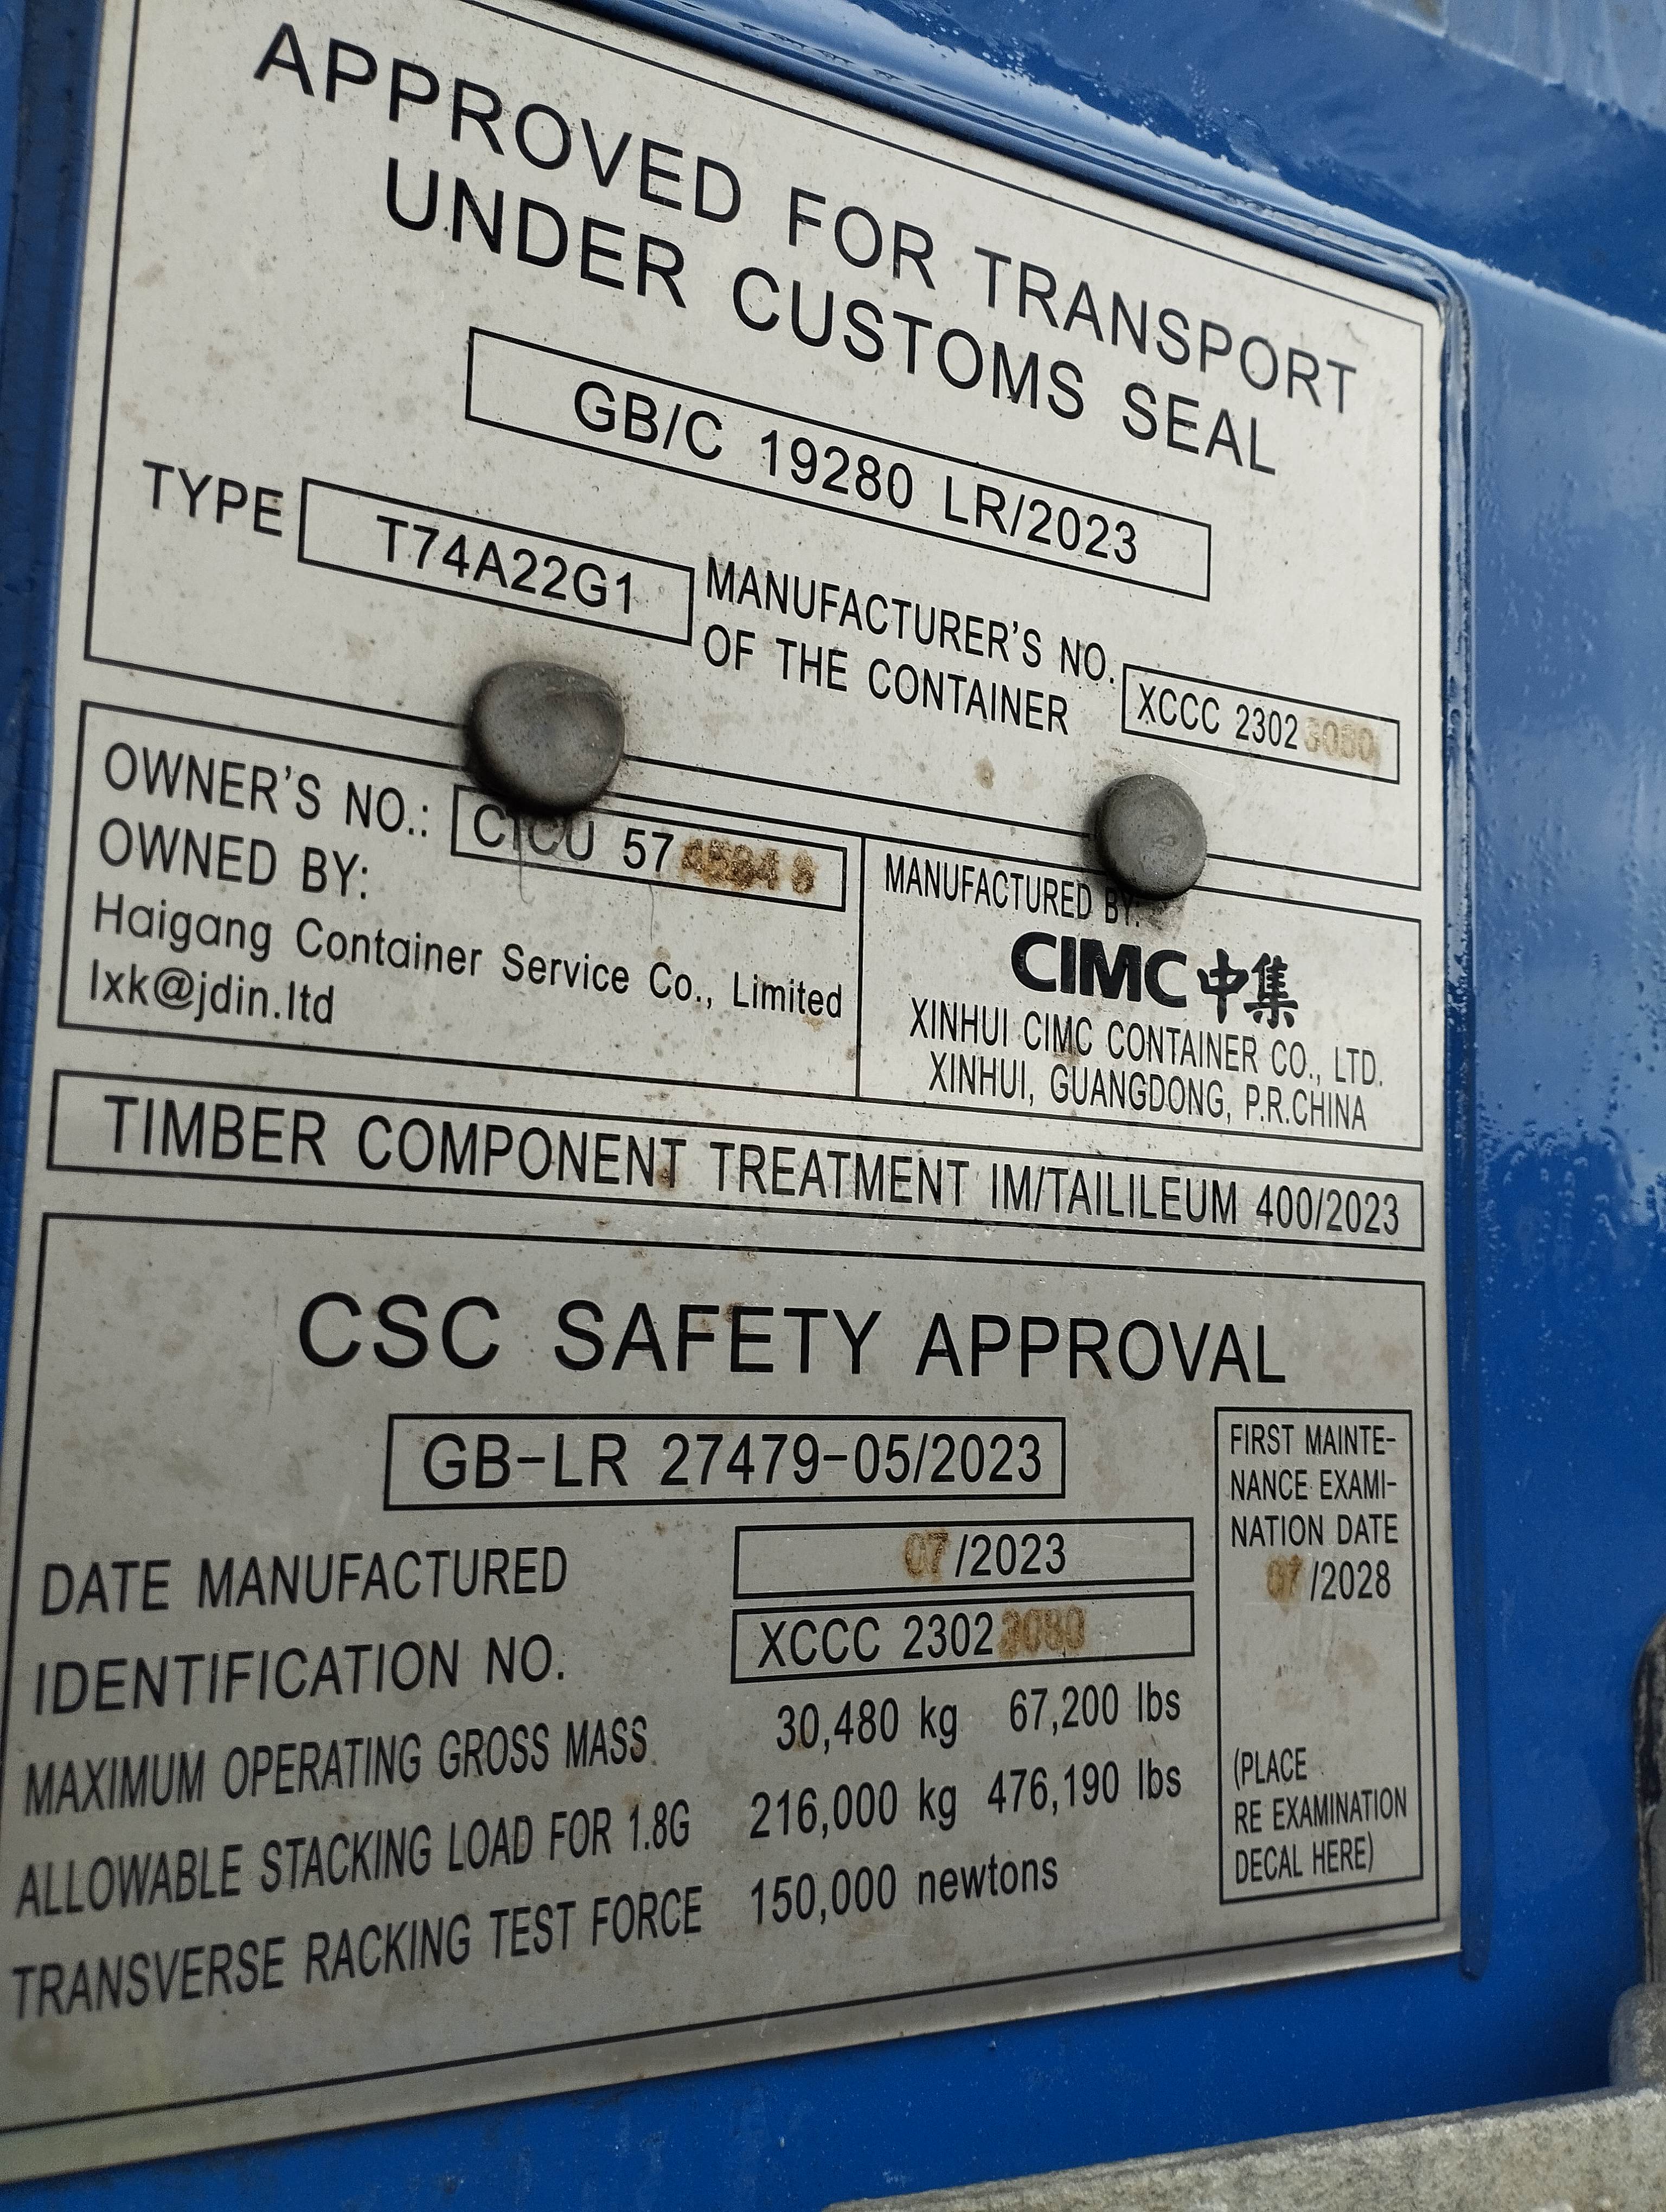 APPROVED FOR TRANSPORT
UNDER CUSTOMS SEAL
GB/C 19280 LR/2023
TYPE T74A22G1 MANUFACTURER'S NO. OF THE CONTAINER XCCC 2302
OWNER'S NO.: CICU 57
OWNED BY:
Haigang Container Service Co., Limited
lxk@jdin.ltd
MANUFACTURED BY:
CIMC 中集
XINHUI CIMC CONTAINER CO., LTD.
XINHUI, GUANGDONG, P.R.CHINA
TIMBER COMPONENT TREATMENT IM/TAILILEUM 400/2023
CSC SAFETY APPROVAL
GB-LR 27479-05/2023
DATE MANUFACTURED 07/2023
IDENTIFICATION NO. XCCC 2302
MAXIMUM OPERATING GROSS MASS 30,480 kg 67,200 lbs
ALLOWABLE STACKING LOAD FOR 1.8G 216,000 kg 476,190 lbs
TRANSVERSE RACKING TEST FORCE 150,000 newtons
FIRST MAINTE-
NANCE EXAMI-
NATION DATE
07/2028
(PLACE
RE EXAMINATION
DECAL HERE)